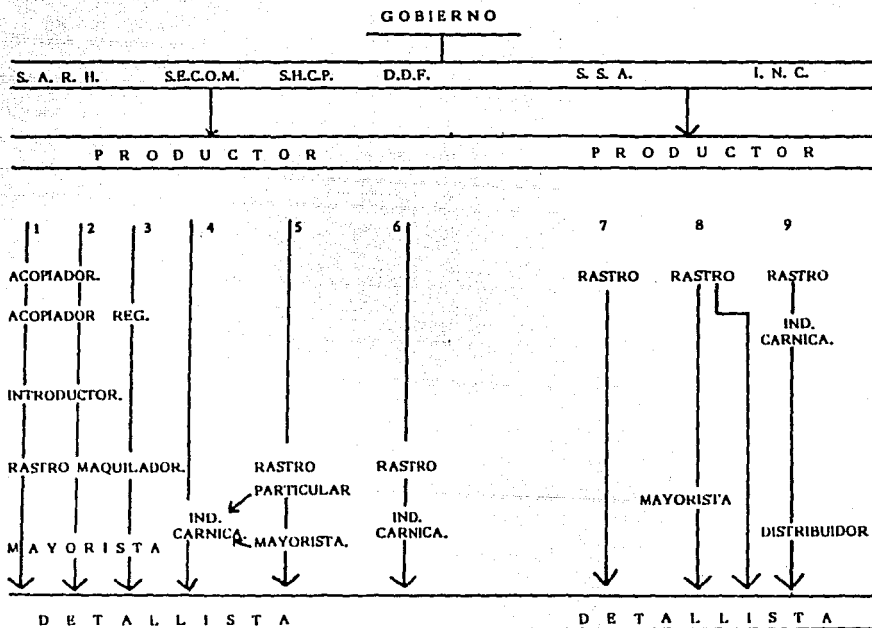 GOBIERNO
S. A. R. H. S.E.C.O.M. S.H.C.P. D.D.F. S. S. A. I. N. C.
P R O D U C T O R P R O D U C T O R
1 2 3 4 5 6 7 8 9
ACOPIADOR. RASTRO RASTRO RASTRO
ACOPIADOR REG. IND.
CARNICA.
INTRODUCTOR.
RASTRO MAQUILADOR. RASTRO RASTRO
PARTICULAR
MAYORISTA
IND. IND.
CARNICA. MAYORISTA. CARNICA. DISTRIBUIDOR
M A Y O R I S T A
D E T A L L I S T A D E T A L L I S T A